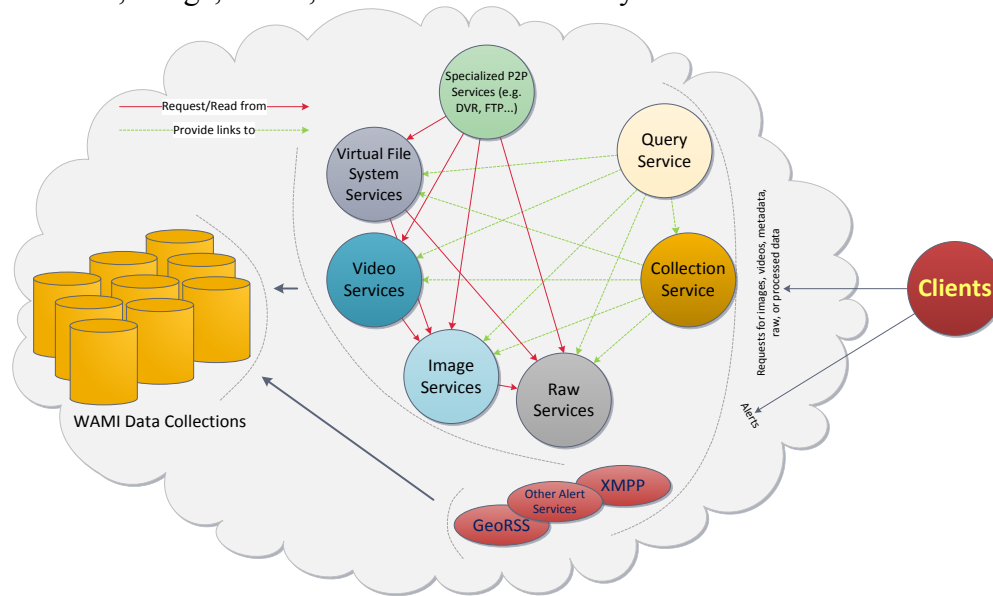 Image,
Specialized P2P
Services (e.g.
DVR, FTP...)
Request/Read from
Provide links to
Virtual File
System
Services
Query
Service
Video
Services
Collection
Service
Image
Services
Raw
Services
WAMI Data Collections
Requests for images, videos, metadata,
raw, or processed data
Clients
Alerts
XMPP
Other Alert
Services
GeoRSS